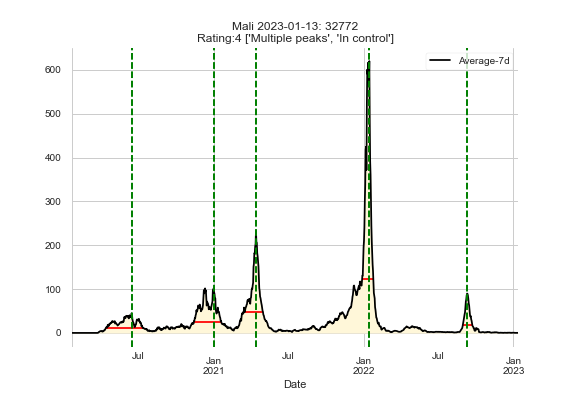 Mali 2023-01-13: 32772
Rating:4 ['Multiple peaks', 'In control']
Average-7d
600
500
400
300
200
100
0
Jul
Jan
2021
Jul
Jan
2022
Jul
Jan
2023
Date